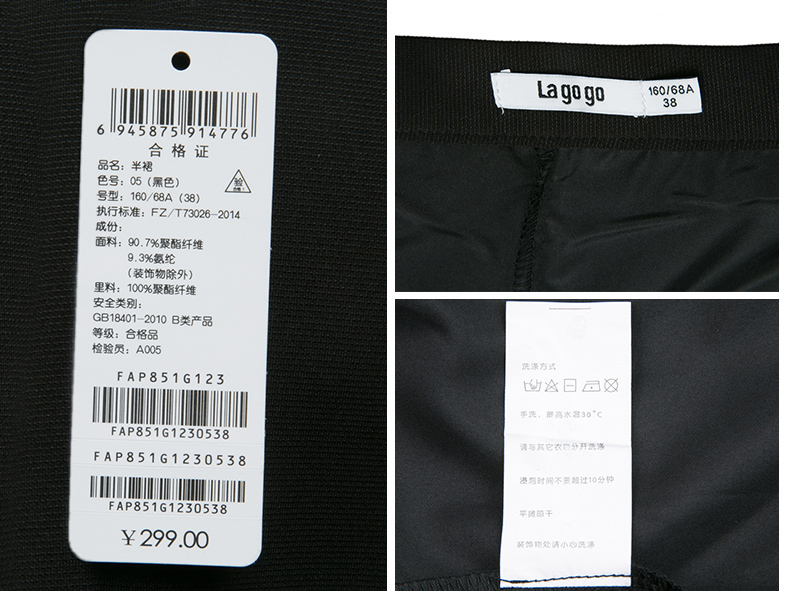 6 945875 914776
合格证
品名：半裙
色号：05（黑色）
号型：160/68A（38）
执行标准：FZ/T73026-2014
成份：
面料：90.7%聚酯纤维
9.3%氨纶
（装饰物除外）
里料：100%聚酯纤维
安全类别：
GB18401-2010 B类产品
等级：合格品
检验员：A005
验
FAP851G123
FAP851G1230538
FAP851G1230538
FAP851G1230538
¥299.00
Lagogo
160/68A
38
洗涤方式
手洗，最高水温30°C
请与其它衣物分开洗涤
浸泡时间不要超过10分钟
平摊晾干
装饰物处请小心洗涤